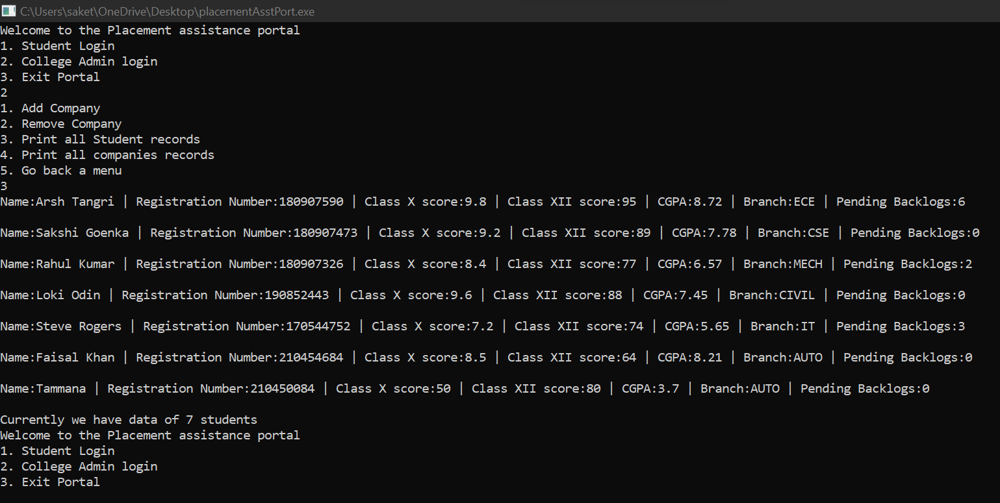 C:\Users\saket\OneDrive\Desktop\placementAsstPort.exe
Welcome to the Placement assistance portal
1. Student Login
2. College Admin login
3. Exit Portal
2
1. Add Company
2. Remove Company
3. Print all Student records
4. Print all companies records
5. Go back a menu
3
Name:Arsh Tangri | Registration Number:180907590 | Class X score:9.8 | Class XII score:95 | CGPA:8.72 | Branch:ECE | Pending Backlogs:6
Name:Sakshi Goenka | Registration Number:180907473 | Class X score:9.2 | Class XII score:89 | CGPA:7.78 | Branch:CSE | Pending Backlogs:0
Name:Rahul Kumar | Registration Number:180907326 | Class X score:8.4 | Class XII score:77 | CGPA:6.57 | Branch:MECH | Pending Backlogs:2
Name:Loki Odin | Registration Number:190852443 | Class X score:9.6 | Class XII score:88 | CGPA:7.45 | Branch:CIVIL | Pending Backlogs:0
Name:Steve Rogers | Registration Number:170544752 | Class X score:7.2 | Class XII score:74 | CGPA:5.65 | Branch:IT | Pending Backlogs:3
Name:Faisal Khan | Registration Number:210454684 | Class X score:8.5 | Class XII score:64 | CGPA:8.21 | Branch:AUTO | Pending Backlogs:0
Name:Tammana | Registration Number:210450084 | Class X score:50 | Class XII score:80 | CGPA:3.7 | Branch:AUTO | Pending Backlogs:0
Currently we have data of 7 students
Welcome to the Placement assistance portal
1. Student Login
2. College Admin login
3. Exit Portal